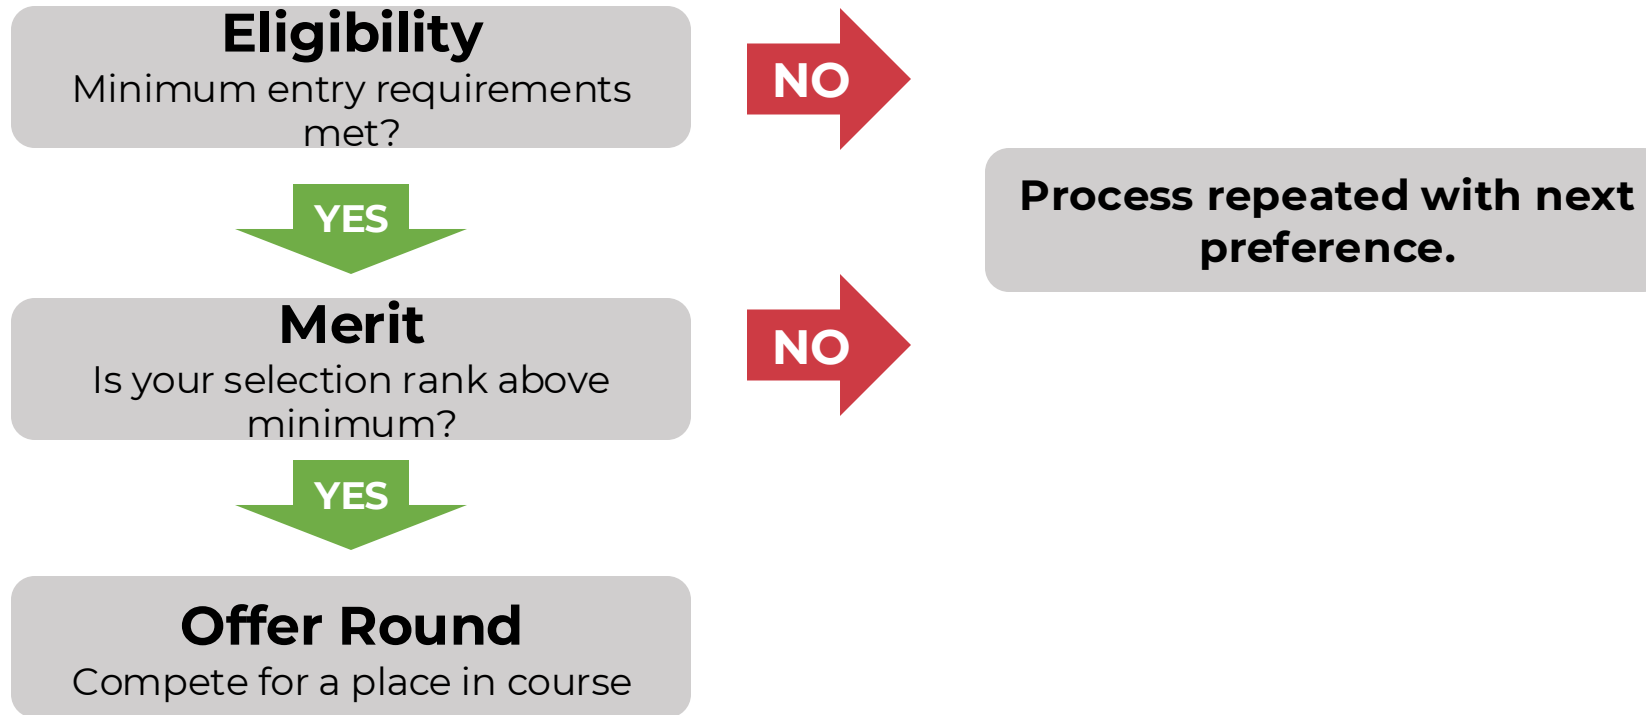 Eligibility
Minimum entry requirements
met?
NO
YES
Process repeated with next
preference.
Merit
Is your selection rank above
minimum?
NO
YES
Offer Round
Compete for a place in course